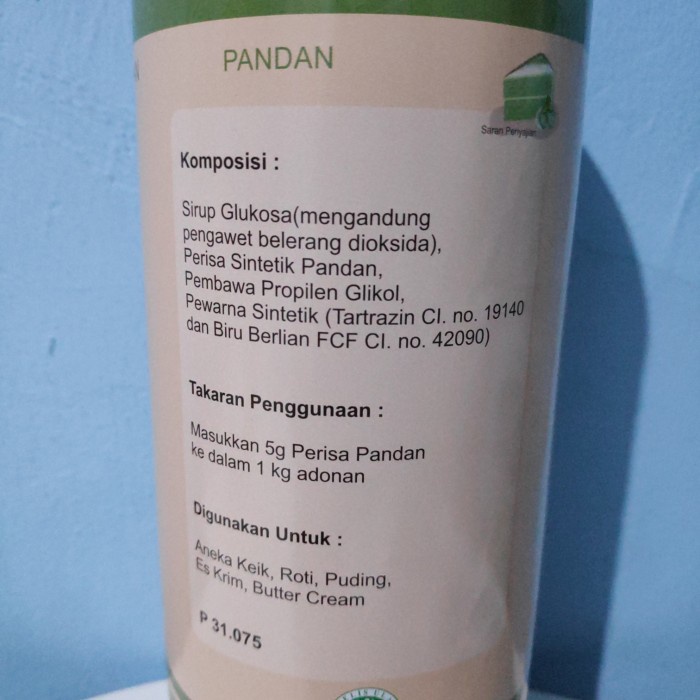 PANDAN
Saran Penyajian
Komposisi :
Sirup Glukosa(mengandung
pengawet belerang dioksida),
Perisa Sintetik Pandan,
Pembawa Propilen Glikol,
Pewarna Sintetik (Tartrazin CI. no. 19140
dan Biru Berlian FCF CI. no. 42090)
Takaran Penggunaan :
Masukkan 5g Perisa Pandan
ke dalam 1 kg adonan
Digunakan Untuk :
Aneka Keik, Roti, Puding,
Es Krim, Butter Cream
P 31.075